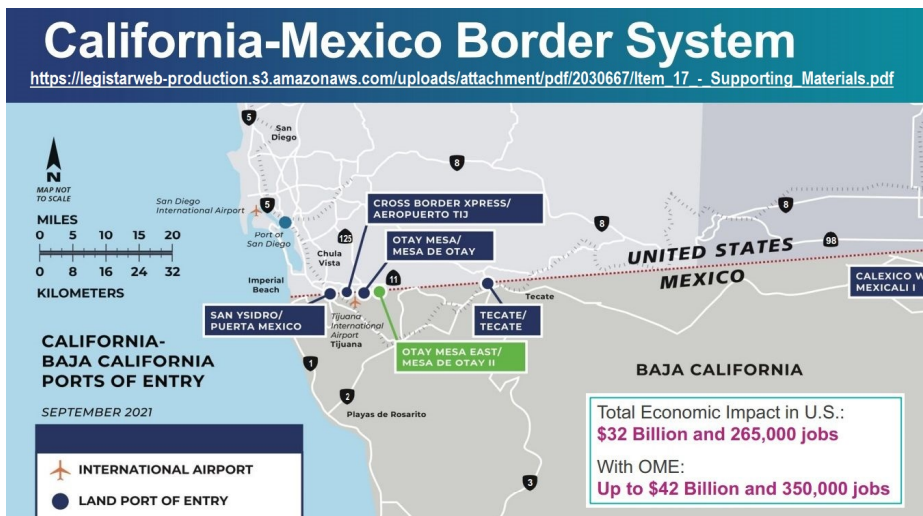 California-Mexico Border System
https://legistarweb-production.s3.amazonaws.com/uploads/attachment/pdf/2030667/Item_17_-_Supporting_Materials.pdf
5
San
Diego
N
MAP NOT
TO SCALE
8
San Diego
International Airport
5
CROSS BORDER XPRESS/
AEROPUERTO TIJ
8
MILES
0 5 10 15 20
0 8 16 24 32
KILOMETERS
Port of
San Diego
125
Chula
Vista
OTAY MESA/
MESA DE OTAY
8
98
UNITED STATES
MEXICO
Imperial
Beach
11
CALEXICO W
MEXICALI I
SAN YSIDRO/
PUERTA MEXICO
Tijuana
International
Airport
Tijuana
Tecate
TECATE/
TECATE
OTAY MESA EAST/
MESA DE OTAY II
CALIFORNIA-
BAJA CALIFORNIA
PORTS OF ENTRY
SEPTEMBER 2021
1
2
Playas de Rosarito
3
BAJA CALIFORNIA
Total Economic Impact in U.S.:
$32 Billion and 265,000 jobs
With OME:
Up to $42 Billion and 350,000 jobs
INTERNATIONAL AIRPORT
LAND PORT OF ENTRY